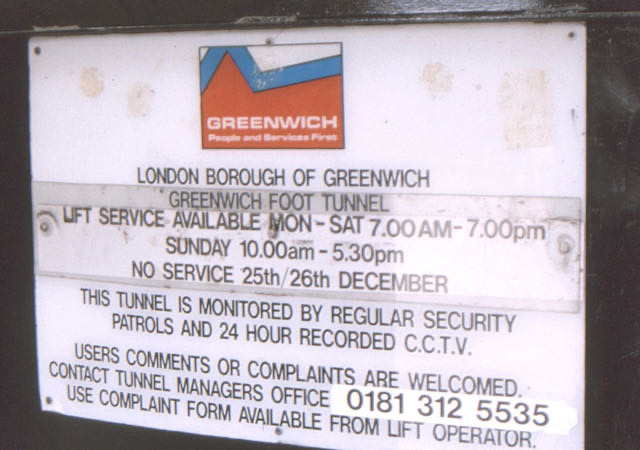 GREENWICH
People and Services First
LONDON BOROUGH OF GREENWICH
GREENWICH FOOT TUNNEL
LIFT SERVICE AVAILABLE MON-SAT 7.00AM-7.00pm
SUNDAY 10.00am-5.30pm
NO SERVICE 25th/26th DECEMBER
THIS TUNNEL IS MONITORED BY REGULAR SECURITY
PATROLS AND 24 HOUR RECORDED C.C.T.V.
USERS COMMENTS OR COMPLAINTS ARE WELCOMED.
CONTACT TUNNEL MANAGERS OFFICE 0181 312 5535
USE COMPLAINT FORM AVAILABLE FROM LIFT OPERATOR.